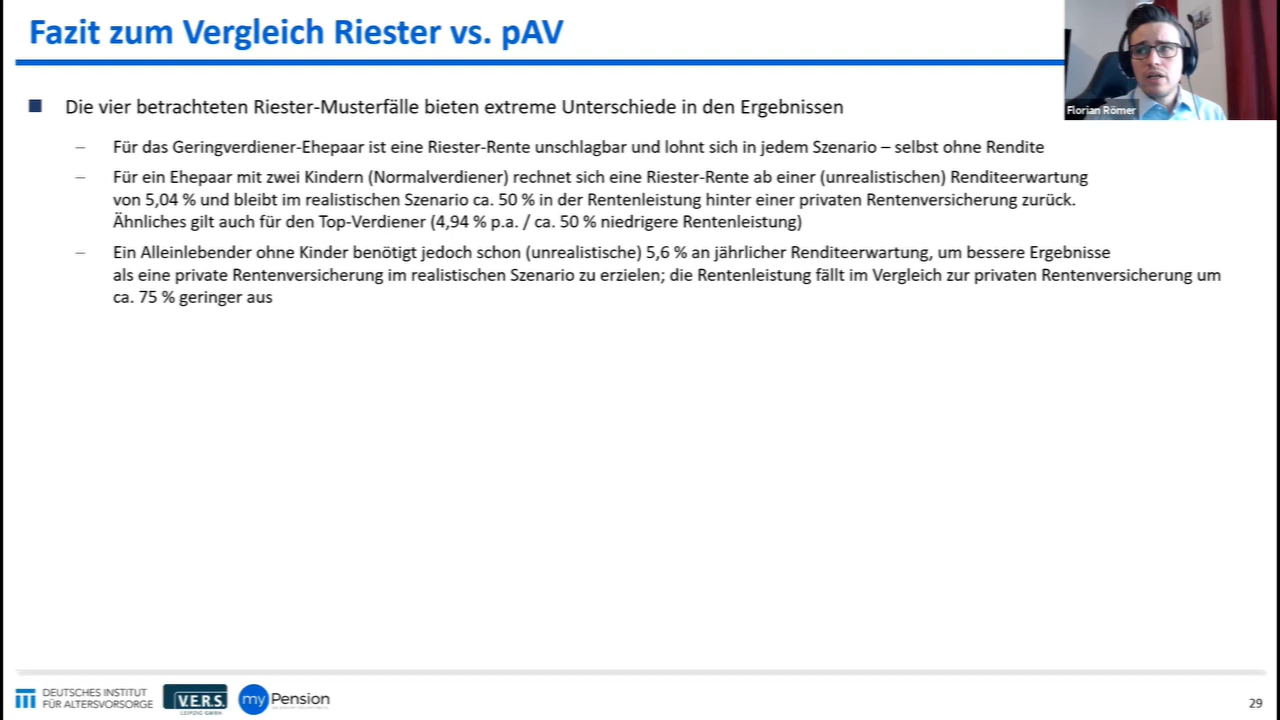 Fazit zum Vergleich Riester vs. pAV
Florian Römer
Die vier betrachteten Riester-Musterfälle bieten extreme Unterschiede in den Ergebnissen
– Für das Geringverdiener-Ehepaar ist eine Riester-Rente unschlagbar und lohnt sich in jedem Szenario – selbst ohne Rendite
– Für ein Ehepaar mit zwei Kindern (Normalverdiener) rechnet sich eine Riester-Rente ab einer (unrealistischen) Renditeerwartung
von 5,04 % und bleibt im realistischen Szenario ca. 50 % in der Rentenleistung hinter einer privaten Rentenversicherung zurück.
Ähnliches gilt auch für den Top-Verdiener (4,94 % p.a. / ca. 50 % niedrigere Rentenleistung)
– Ein Alleinlebender ohne Kinder benötigt jedoch schon (unrealistische) 5,6 % an jährlicher Renditeerwartung, um bessere Ergebnisse
als eine private Rentenversicherung im realistischen Szenario zu erzielen; die Rentenleistung fällt im Vergleich zur privaten Rentenversicherung um
ca. 75 % geringer aus
DEUTSCHES INSTITUT
FÜR ALTERSVORSORGE
V.E.R.S.
LEIPZIG GMBH
myPension
29